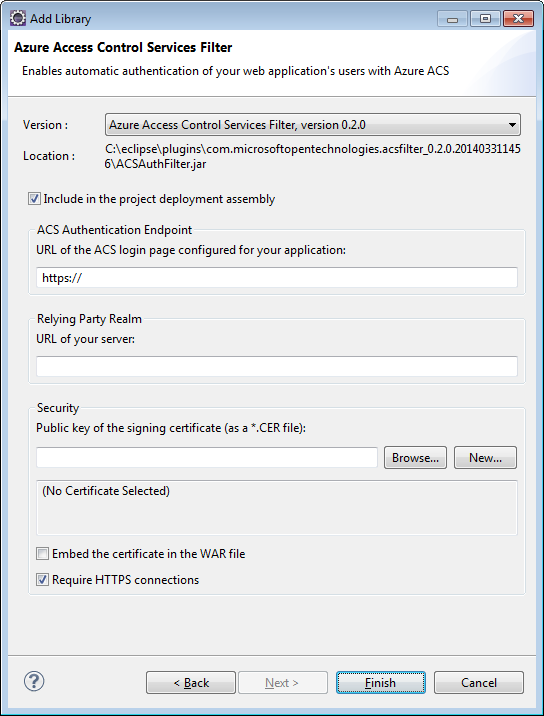 Add Library
Azure Access Control Services Filter
Enables automatic authentication of your web application's users with Azure ACS
Version : Azure Access Control Services Filter, version 0.2.0
Location : C:\eclipse\plugins\com.microsoftopentechnologies.acsfilter_0.2.0.20140331145
6\ACSAuthFilter.jar
Include in the project deployment assembly
ACS Authentication Endpoint
URL of the ACS login page configured for your application:
https://
Relying Party Realm
URL of your server:
Security
Public key of the signing certificate (as a *.CER file):
Browse... New...
(No Certificate Selected)
Embed the certificate in the WAR file
Require HTTPS connections
? < Back Next > Finish Cancel